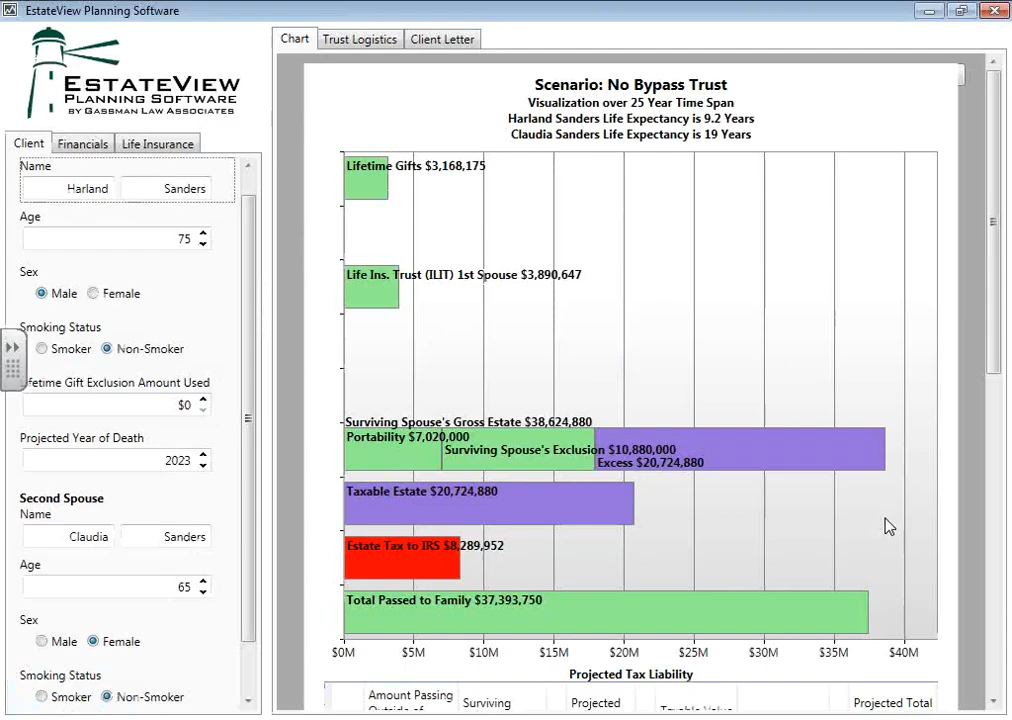 EstateView Planning Software
ESTATEVIEW
PLANNING SOFTWARE
BY GASSMAN LAW ASSOCIATES
Client
Financials
Life Insurance
Name
Harland
Sanders
Age
75
Sex
Male
Female
Smoking Status
Smoker
Non-Smoker
ifetime Gift Exclusion Amount Used
$0
Projected Year of Death
2023
Second Spouse
Name
Claudia
Sanders
Age
65
Sex
Male
Female
Smoking Status
Smoker
Non-Smoker
Chart
Trust Logistics
Client Letter
Scenario: No Bypass Trust
Visualization over 25 Year Time Span
Harland Sanders Life Expectancy is 9.2 Years
Claudia Sanders Life Expectancy is 19 Years
Lifetime Gifts $3,168,175
Life Ins. Trust (ILIT) 1st Spouse $3,890,647
Surviving Spouse's Gross Estate $38,624,880
Portability $7,020,000
Surviving Spouse's Exclusion $10,880,000
Excess $20,724,880
Taxable Estate $20,724,880
Estate Tax to IRS $8,289,952
Total Passed to Family $37,393,750
$0M
$5M
$10M
$15M
$20M
$25M
$30M
$35M
$40M
Projected Tax Liability
Amount Passing
Surviving
Projected
Projected Total